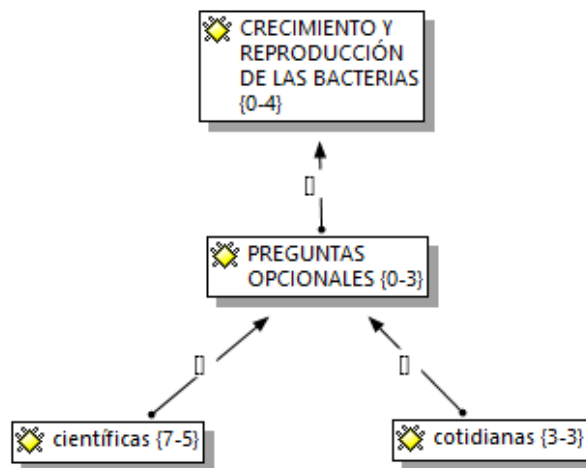 CRECIMIENTO Y
REPRODUCCIÓN
DE LAS BACTERIAS
{0-4}
[]
PREGUNTAS
OPCIONALES {0-3}
[]
[]
científicas {7-5}
cotidianas {3-3}